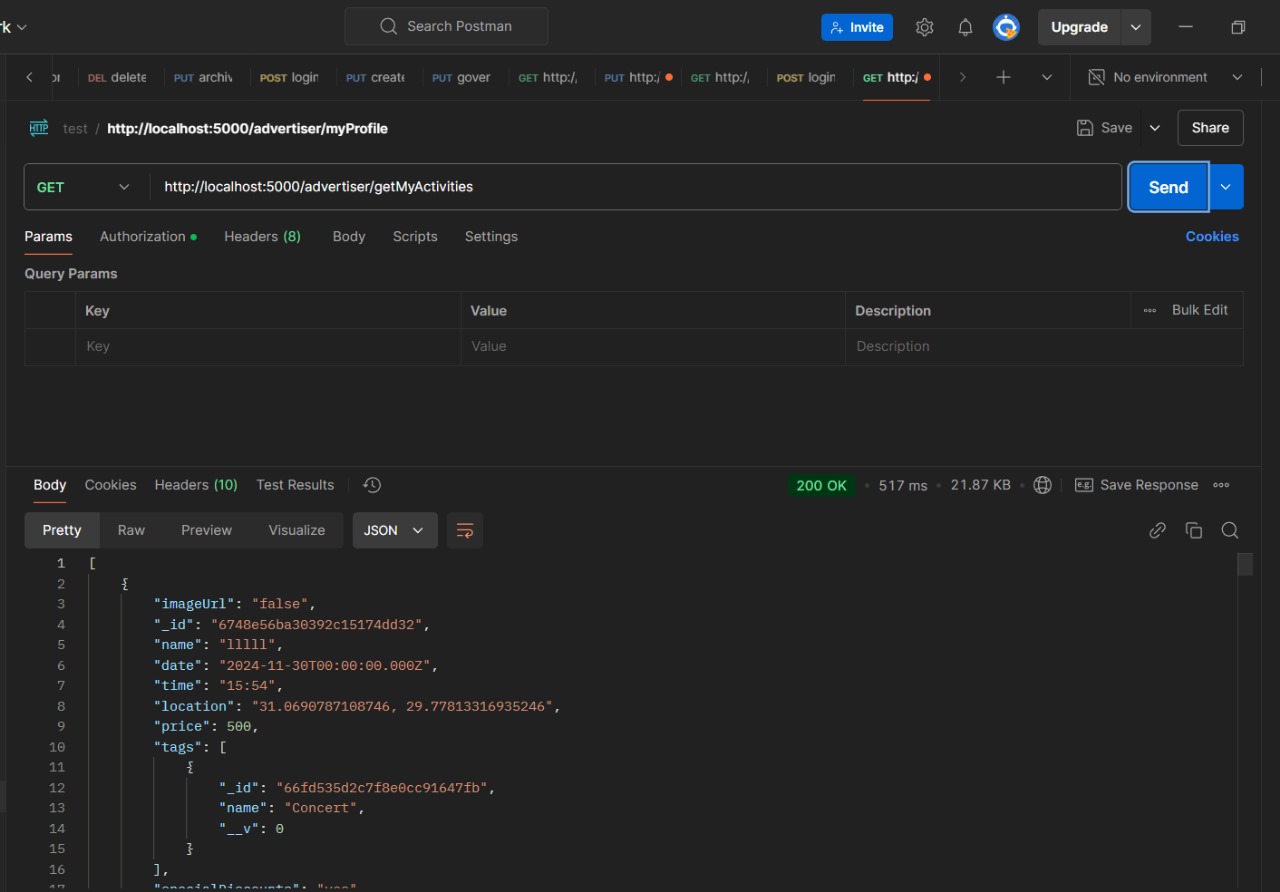 rk
Search Postman
Invite
Upgrade
or
DEL delete
PUT archiv
POST login
PUT create
PUT gover
GET http:/
PUT http:/
GET http:/
POST login
GET http:/
No environment
HTTP
test / http://localhost:5000/advertiser/myProfile
Save
Share
GET
http://localhost:5000/advertiser/getMyActivities
Send
Params
Authorization
Headers (8)
Body
Scripts
Settings
Cookies
Query Params
Key
Value
Description
Bulk Edit
Key
Value
Description
Body
Cookies
Headers (10)
Test Results
200 OK
517 ms
21.87 KB
e.g.
Save Response
Pretty
Raw
Preview
Visualize
JSON
1 [
2 {
3 "imageUrl": "false",
4 "_id": "6748e56ba30392c15174dd32",
5 "name": "lllll",
6 "date": "2024-11-30T00:00:00.000Z",
7 "time": "15:54",
8 "location": "31.0690787108746, 29.77813316935246",
9 "price": 500,
10 "tags": [
11 {
12 "_id": "66fd535d2c7f8e0cc91647fb",
13 "name": "Concert",
14 "__v": 0
15 }
16 ],
17 "specialDiscounts": "yes"